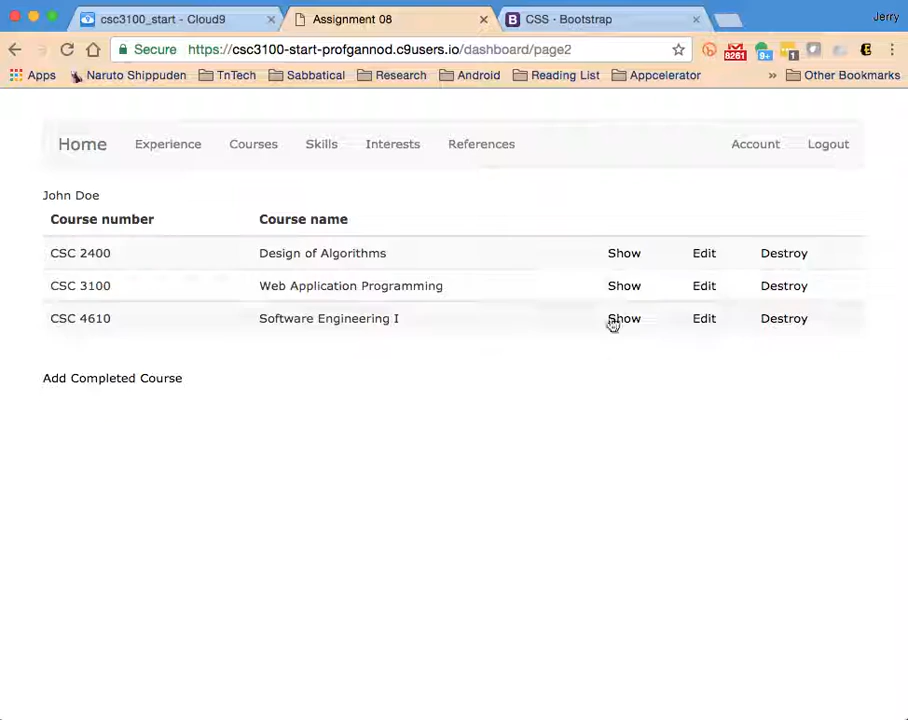 csc3100_start - Cloud9
Assignment 08
CSS · Bootstrap
Jerry
Secure https://csc3100-start-profgannod.c9users.io/dashboard/page2
8261
9+
1
Apps Naruto Shippuden TnTech Sabbatical Research Android Reading List Appcelerator » Other Bookmarks
Home Experience Courses Skills Interests References Account Logout
John Doe
Course number Course name
CSC 2400 Design of Algorithms Show Edit Destroy
CSC 3100 Web Application Programming Show Edit Destroy
CSC 4610 Software Engineering I Show Edit Destroy
Add Completed Course